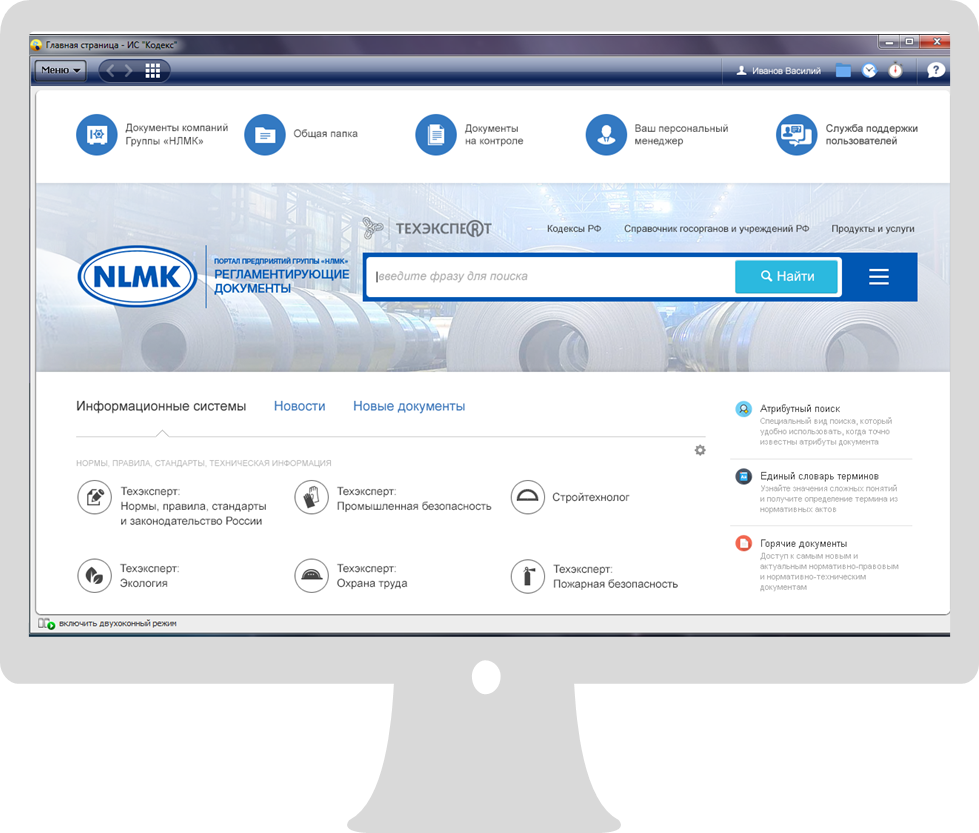 Главная страница - ИС "Кодекс"
Меню
Иванов Василий
?
Документы компаний
Группы «НЛМК»
Общая папка
Документы
на контроле
Ваш персональный
менеджер
Служба поддержки
пользователей
ТЕХЭКСПЕRТ
Кодексы РФ
Справочник госорганов и учреждений РФ
Продукты и услуги
NLMK
ПОРТАЛ ПРЕДПРИЯТИЙ ГРУППЫ «НЛМК»
РЕГЛАМЕНТИРУЮЩИЕ
ДОКУМЕНТЫ
введите фразу для поиска
Найти
Информационные системы
Новости
Новые документы
НОРМЫ, ПРАВИЛА, СТАНДАРТЫ, ТЕХНИЧЕСКАЯ ИНФОРМАЦИЯ
Техэксперт:
Нормы, правила, стандарты
и законодательство России
Техэксперт:
Промышленная безопасность
Стройтехнолог
Техэксперт:
Экология
Техэксперт:
Охрана труда
Техэксперт:
Пожарная безопасность
Атрибутный поиск
Специальный вид поиска, который
удобно использовать, когда точно
известны атрибуты документа
Единый словарь терминов
Узнайте значения сложных понятий
и получите определение термина из
нормативных актов
Горячие документы
Доступ к самым новым и
актуальным нормативно-правовым
и нормативно-техническим
документам
включить двухоконный режим